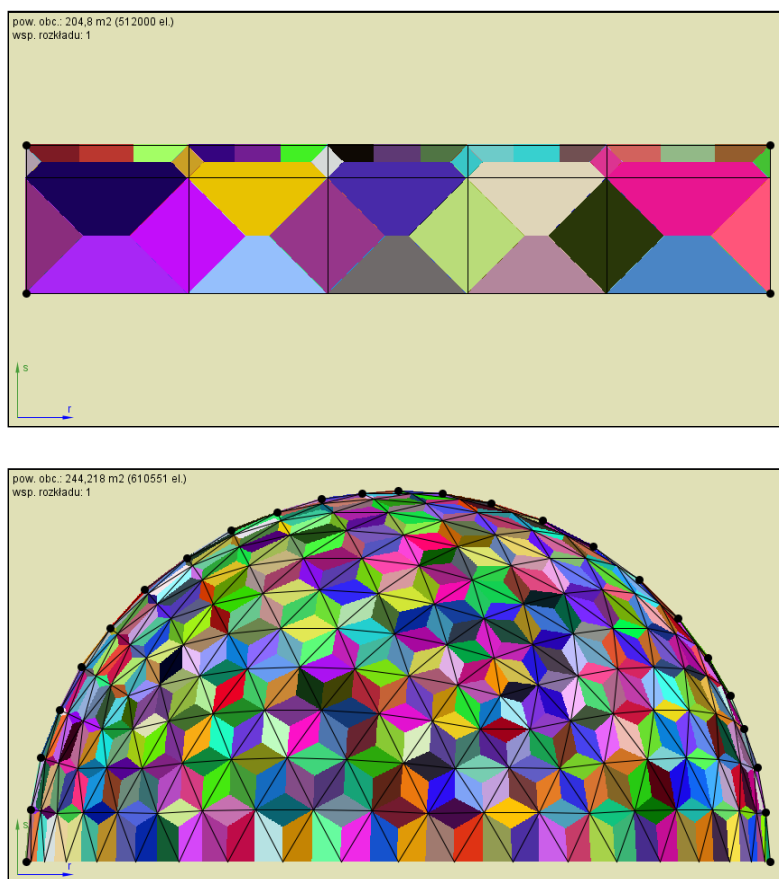 pow. obc.: 204,8 m2 (512000 el.)
wsp. rozkładu: 1
s
r
pow. obc.: 244,218 m2 (610551 el.)
wsp. rozkładu: 1
s
r